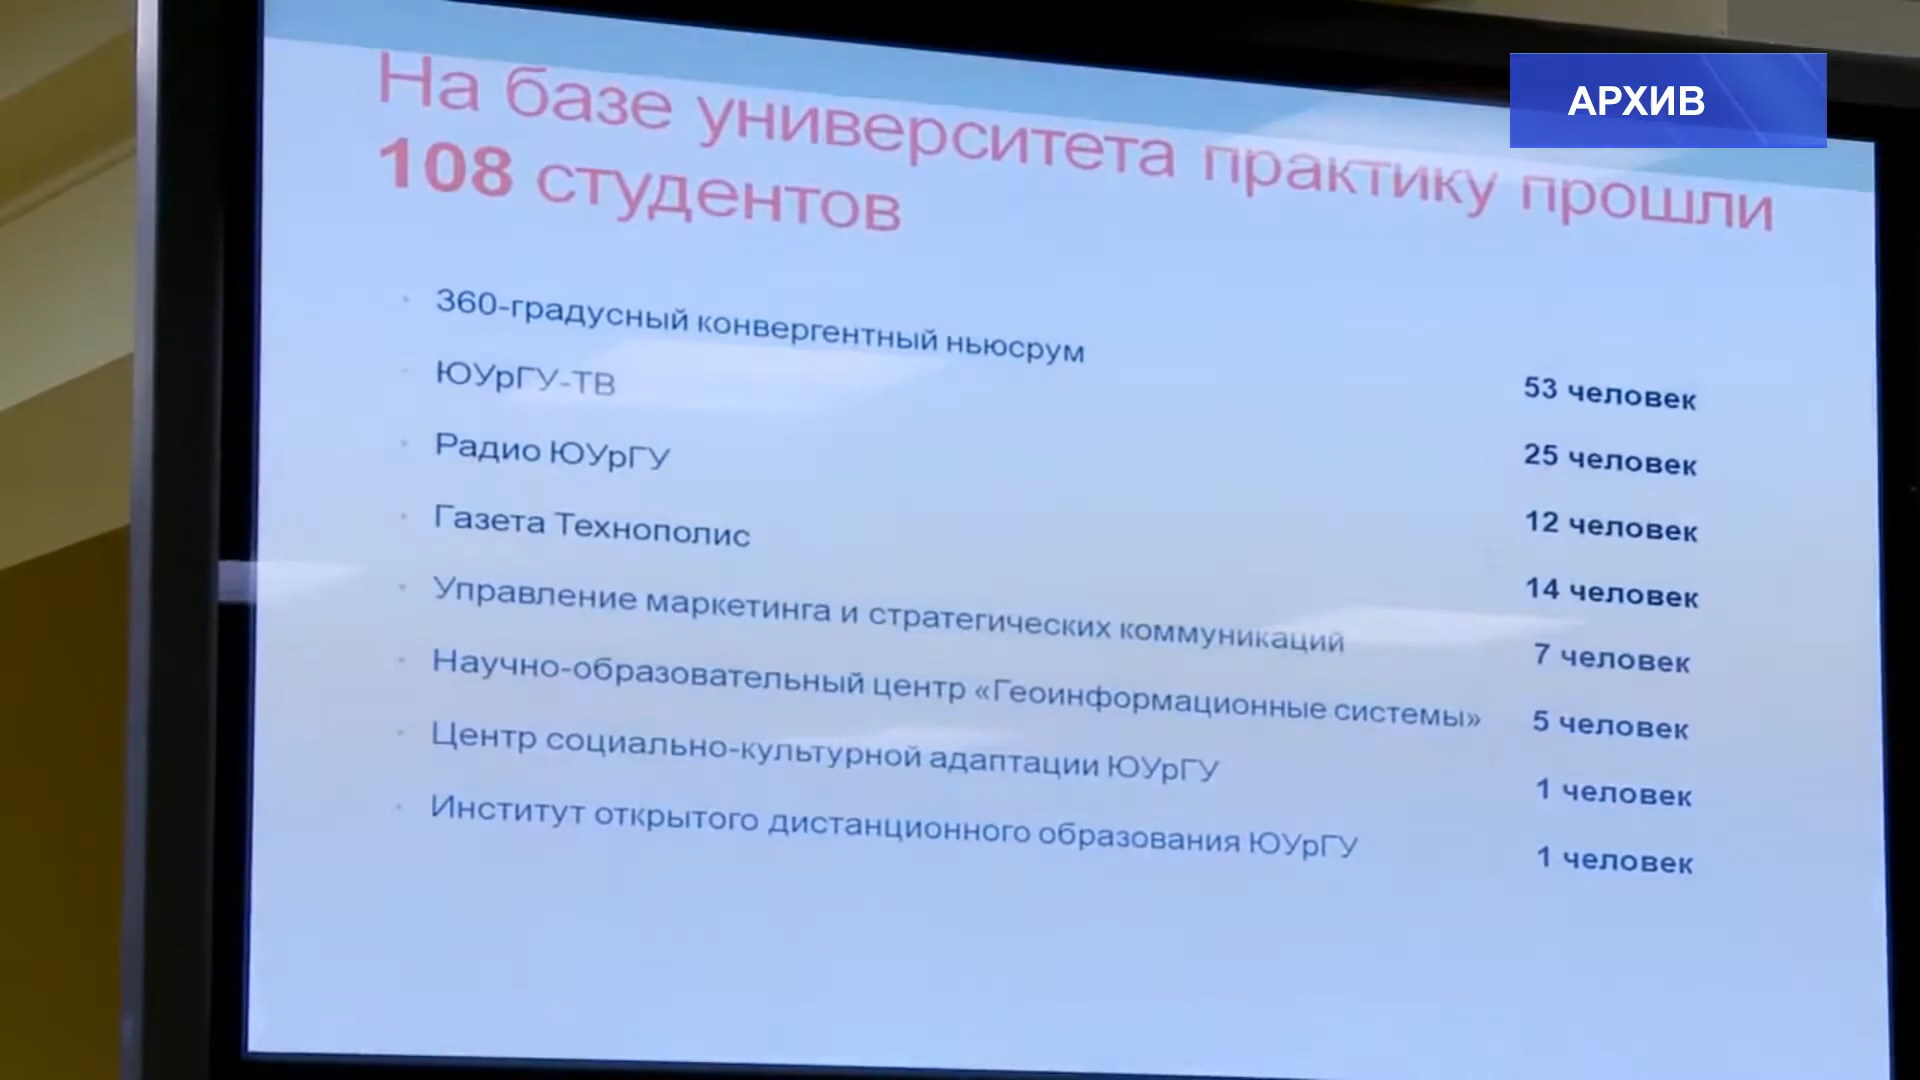 АРХИВ
На базе университета практику прошли
108 студентов
360-градусный конвергентный ньюсрум
53 человек
ЮУрГУ-ТВ
25 человек
Радио ЮУрГУ
12 человек
Газета Технополис
14 человек
Управление маркетинга и стратегических коммуникаций
7 человек
Научно-образовательный центр «Геоинформационные системы»
5 человек
Центр социально-культурной адаптации ЮУрГУ
1 человек
Институт открытого дистанционного образования ЮУрГУ
1 человек